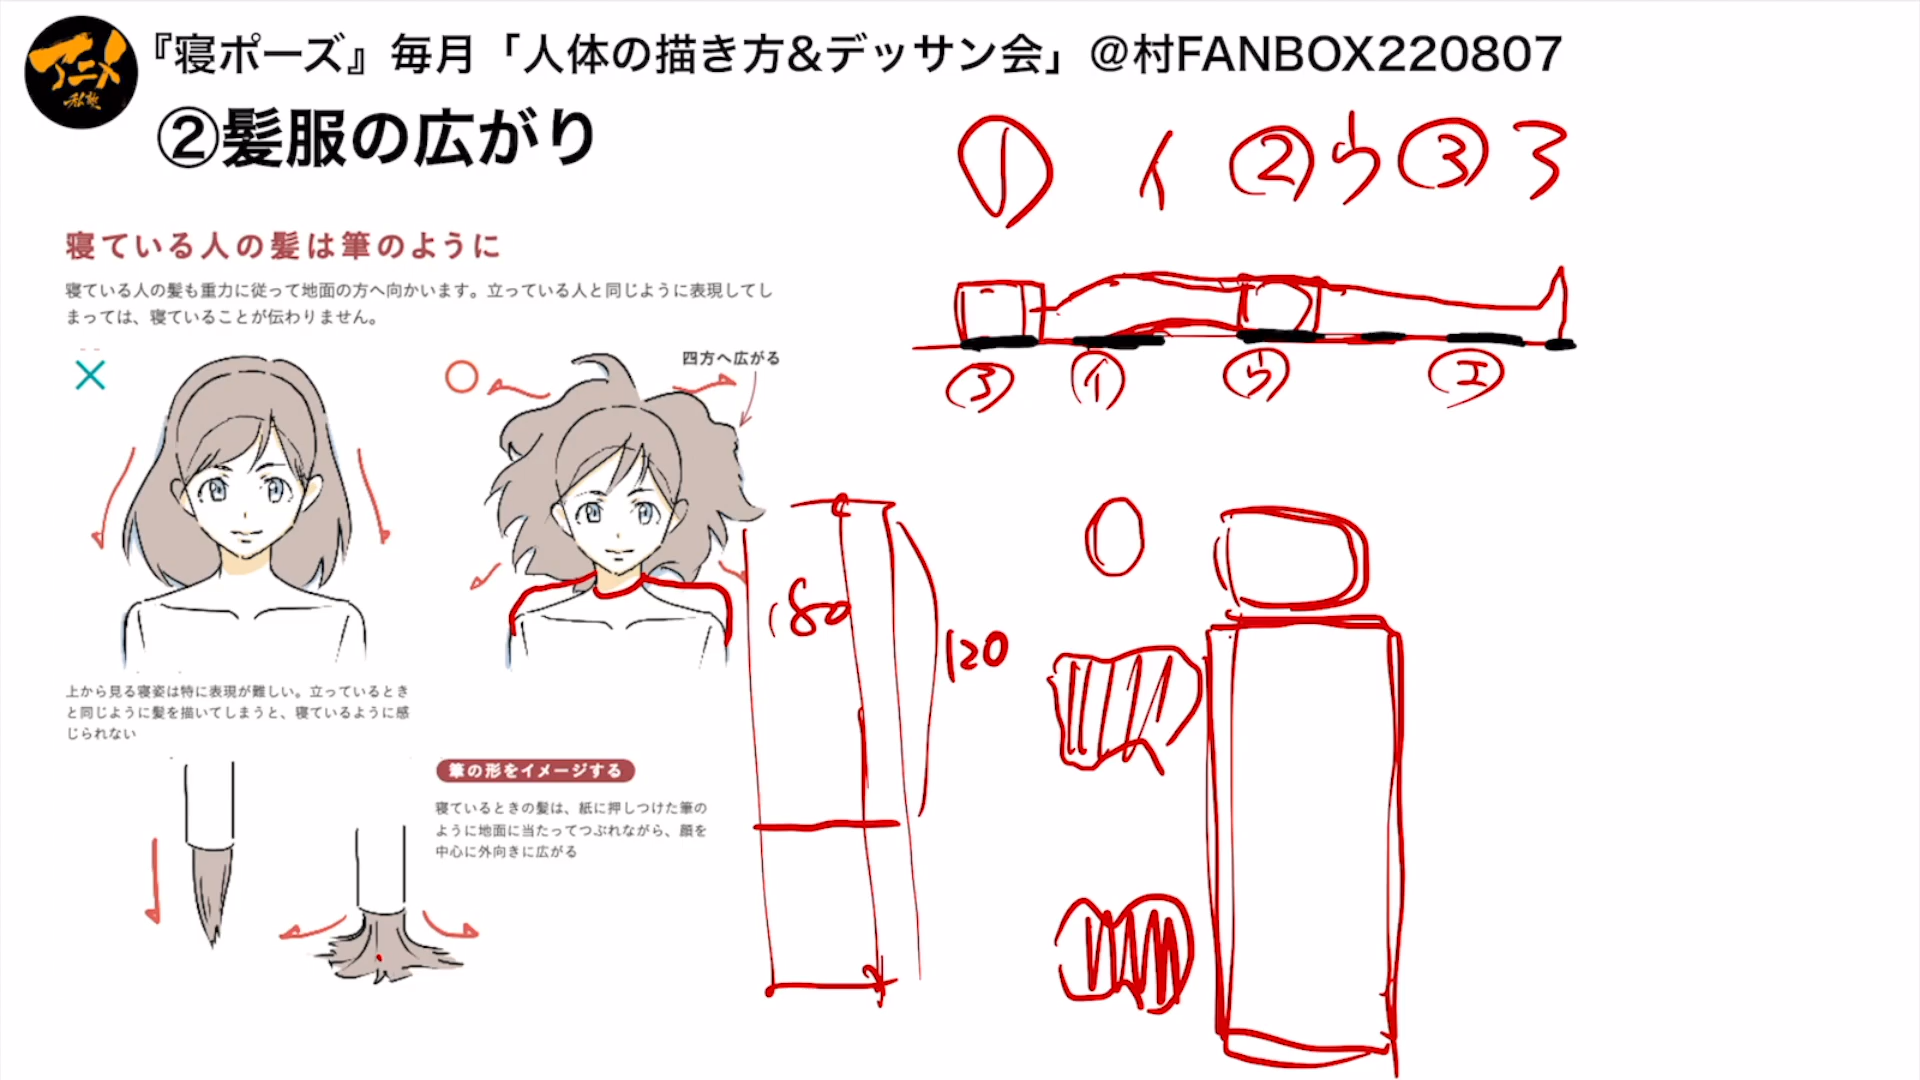 アニメ
私塾
『寝ポーズ』毎月「人体の描き方&デッサン会」@村FANBOX220807
②髪服の広がり
① イ ② ら ③ ろ
寝ている人の髪は筆のように
寝ている人の髪も重力に従って地面の方へ向かいます。立っている人と同じように表現してし
まっては、寝ていることが伝わりません。
四方へ広がる
イ
エ
180
120
上から見る寝姿は特に表現が難しい。立っているとき
と同じように髪を描いてしまうと、寝ているように感
じられない
筆の形をイメージする
寝ているときの髪は、紙に押しつけた筆の
ように地面に当たってつぶれながら、顔を
中心に外向きに広がる